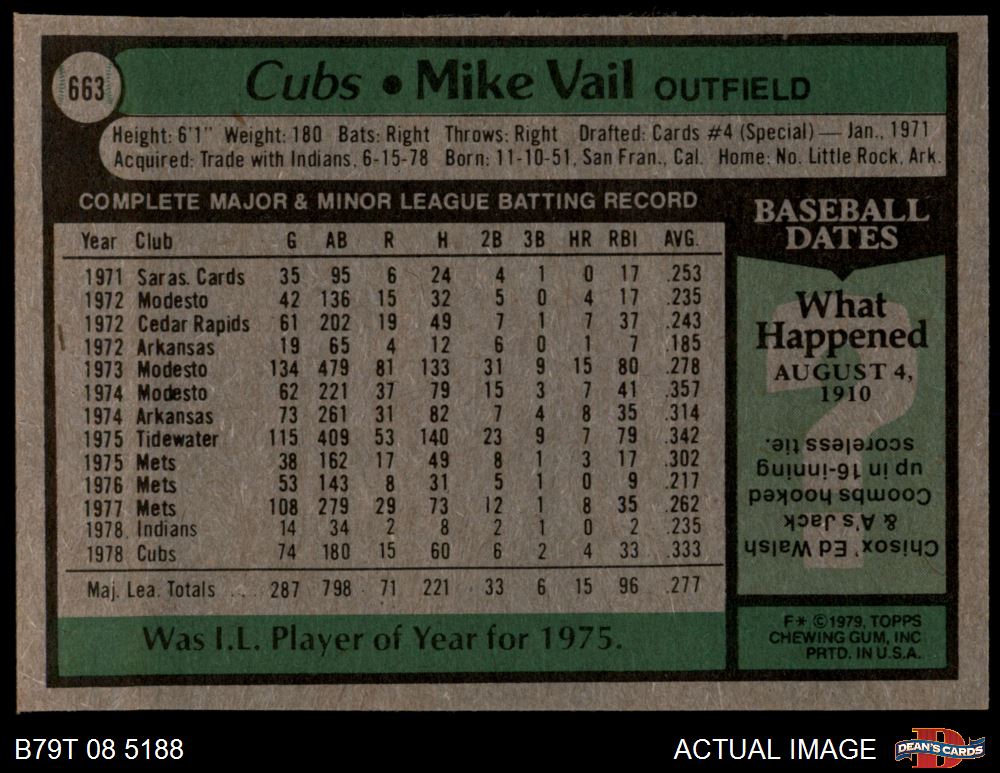 663
Cubs • Mike Vail OUTFIELD
Height: 6'1" Weight: 180 Bats: Right Throws: Right Drafted: Cards #4 (Special) — Jan., 1971
Acquired: Trade with Indians, 6-15-78 Born: 11-10-51, San Fran., Cal. Home: No. Little Rock, Ark.
COMPLETE MAJOR & MINOR LEAGUE BATTING RECORD
Year Club G AB R H 2B 3B HR RBI AVG.
1971 Saras. Cards 35 95 6 24 4 1 0 17 .253
1972 Modesto 42 136 15 32 5 0 4 17 .235
1972 Cedar Rapids 61 202 19 49 7 1 7 37 .243
1972 Arkansas 19 65 4 12 6 0 1 7 .185
1973 Modesto 134 479 81 133 31 9 15 80 .278
1974 Modesto 62 221 37 79 15 3 7 41 .357
1974 Arkansas 73 261 31 82 7 4 8 35 .314
1975 Tidewater 115 409 53 140 23 9 7 79 .342
1975 Mets 38 162 17 49 8 1 3 17 .302
1976 Mets 53 143 8 31 5 1 0 9 .217
1977 Mets 108 279 29 73 12 1 8 35 .262
1978 Indians 14 34 2 8 2 1 0 2 .235
1978 Cubs 74 180 15 60 6 2 4 33 .333
Maj. Lea. Totals . . . 287 798 71 221 33 6 15 96 .277
Was I.L. Player of Year for 1975.
BASEBALL
DATES
What
Happened
AUGUST 4,
1910
Chisox' Ed Walsh
& A's Jack
Coombs hooked
up in 16-inning
scoreless tie.
F* ©1979, TOPPS
CHEWING GUM, INC
PRTD. IN U.S.A.
B79T 08 5188
ACTUAL IMAGE
D
DEAN'S CARDS